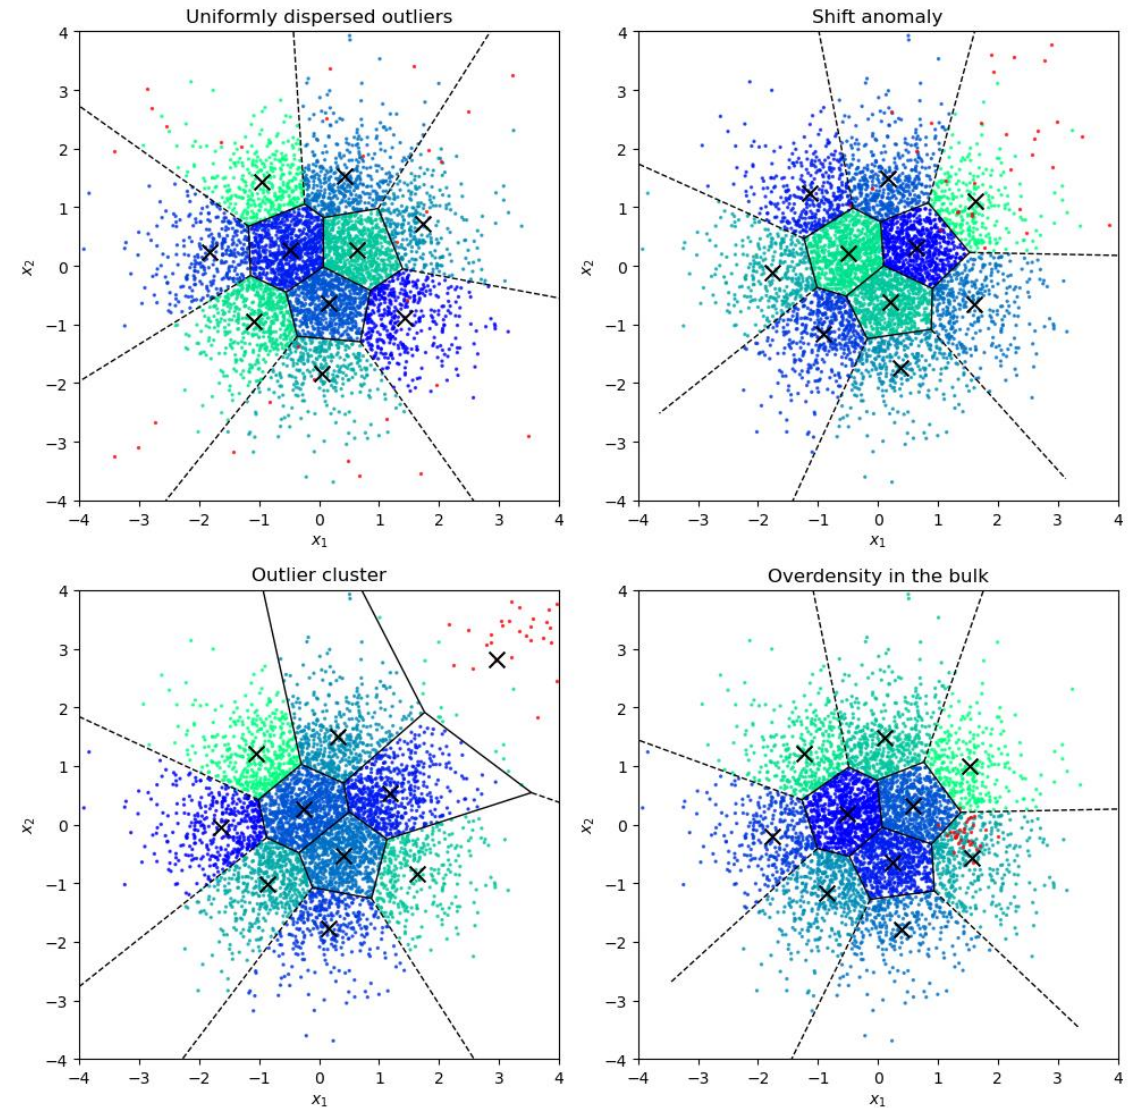 Uniformly dispersed outliers
4
3
2
1
0
−1
−2
−3
−4
x₂
−4 −3 −2 −1 0 1 2 3 4
x₁
Shift anomaly
4
3
2
1
0
−1
−2
−3
−4
x₂
−4 −3 −2 −1 0 1 2 3 4
x₁
Outlier cluster
4
3
2
1
0
−1
−2
−3
−4
x₂
−4 −3 −2 −1 0 1 2 3 4
x₁
Overdensity in the bulk
4
3
2
1
0
−1
−2
−3
−4
x₂
−4 −3 −2 −1 0 1 2 3 4
x₁